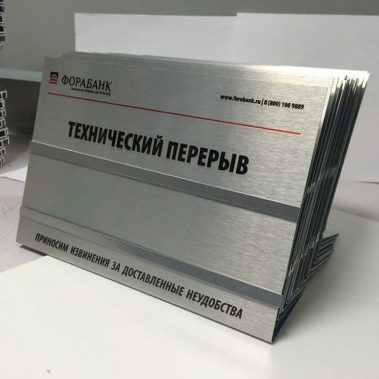 ФОРАБАНК
www.forabank.ru | 8 (800) 100 9889
ТЕХНИЧЕСКИЙ ПЕРЕРЫВ
ПРИНОСИМ ИЗВИНЕНИЯ ЗА ДОСТАВЛЕННЫЕ НЕУДОБСТВА